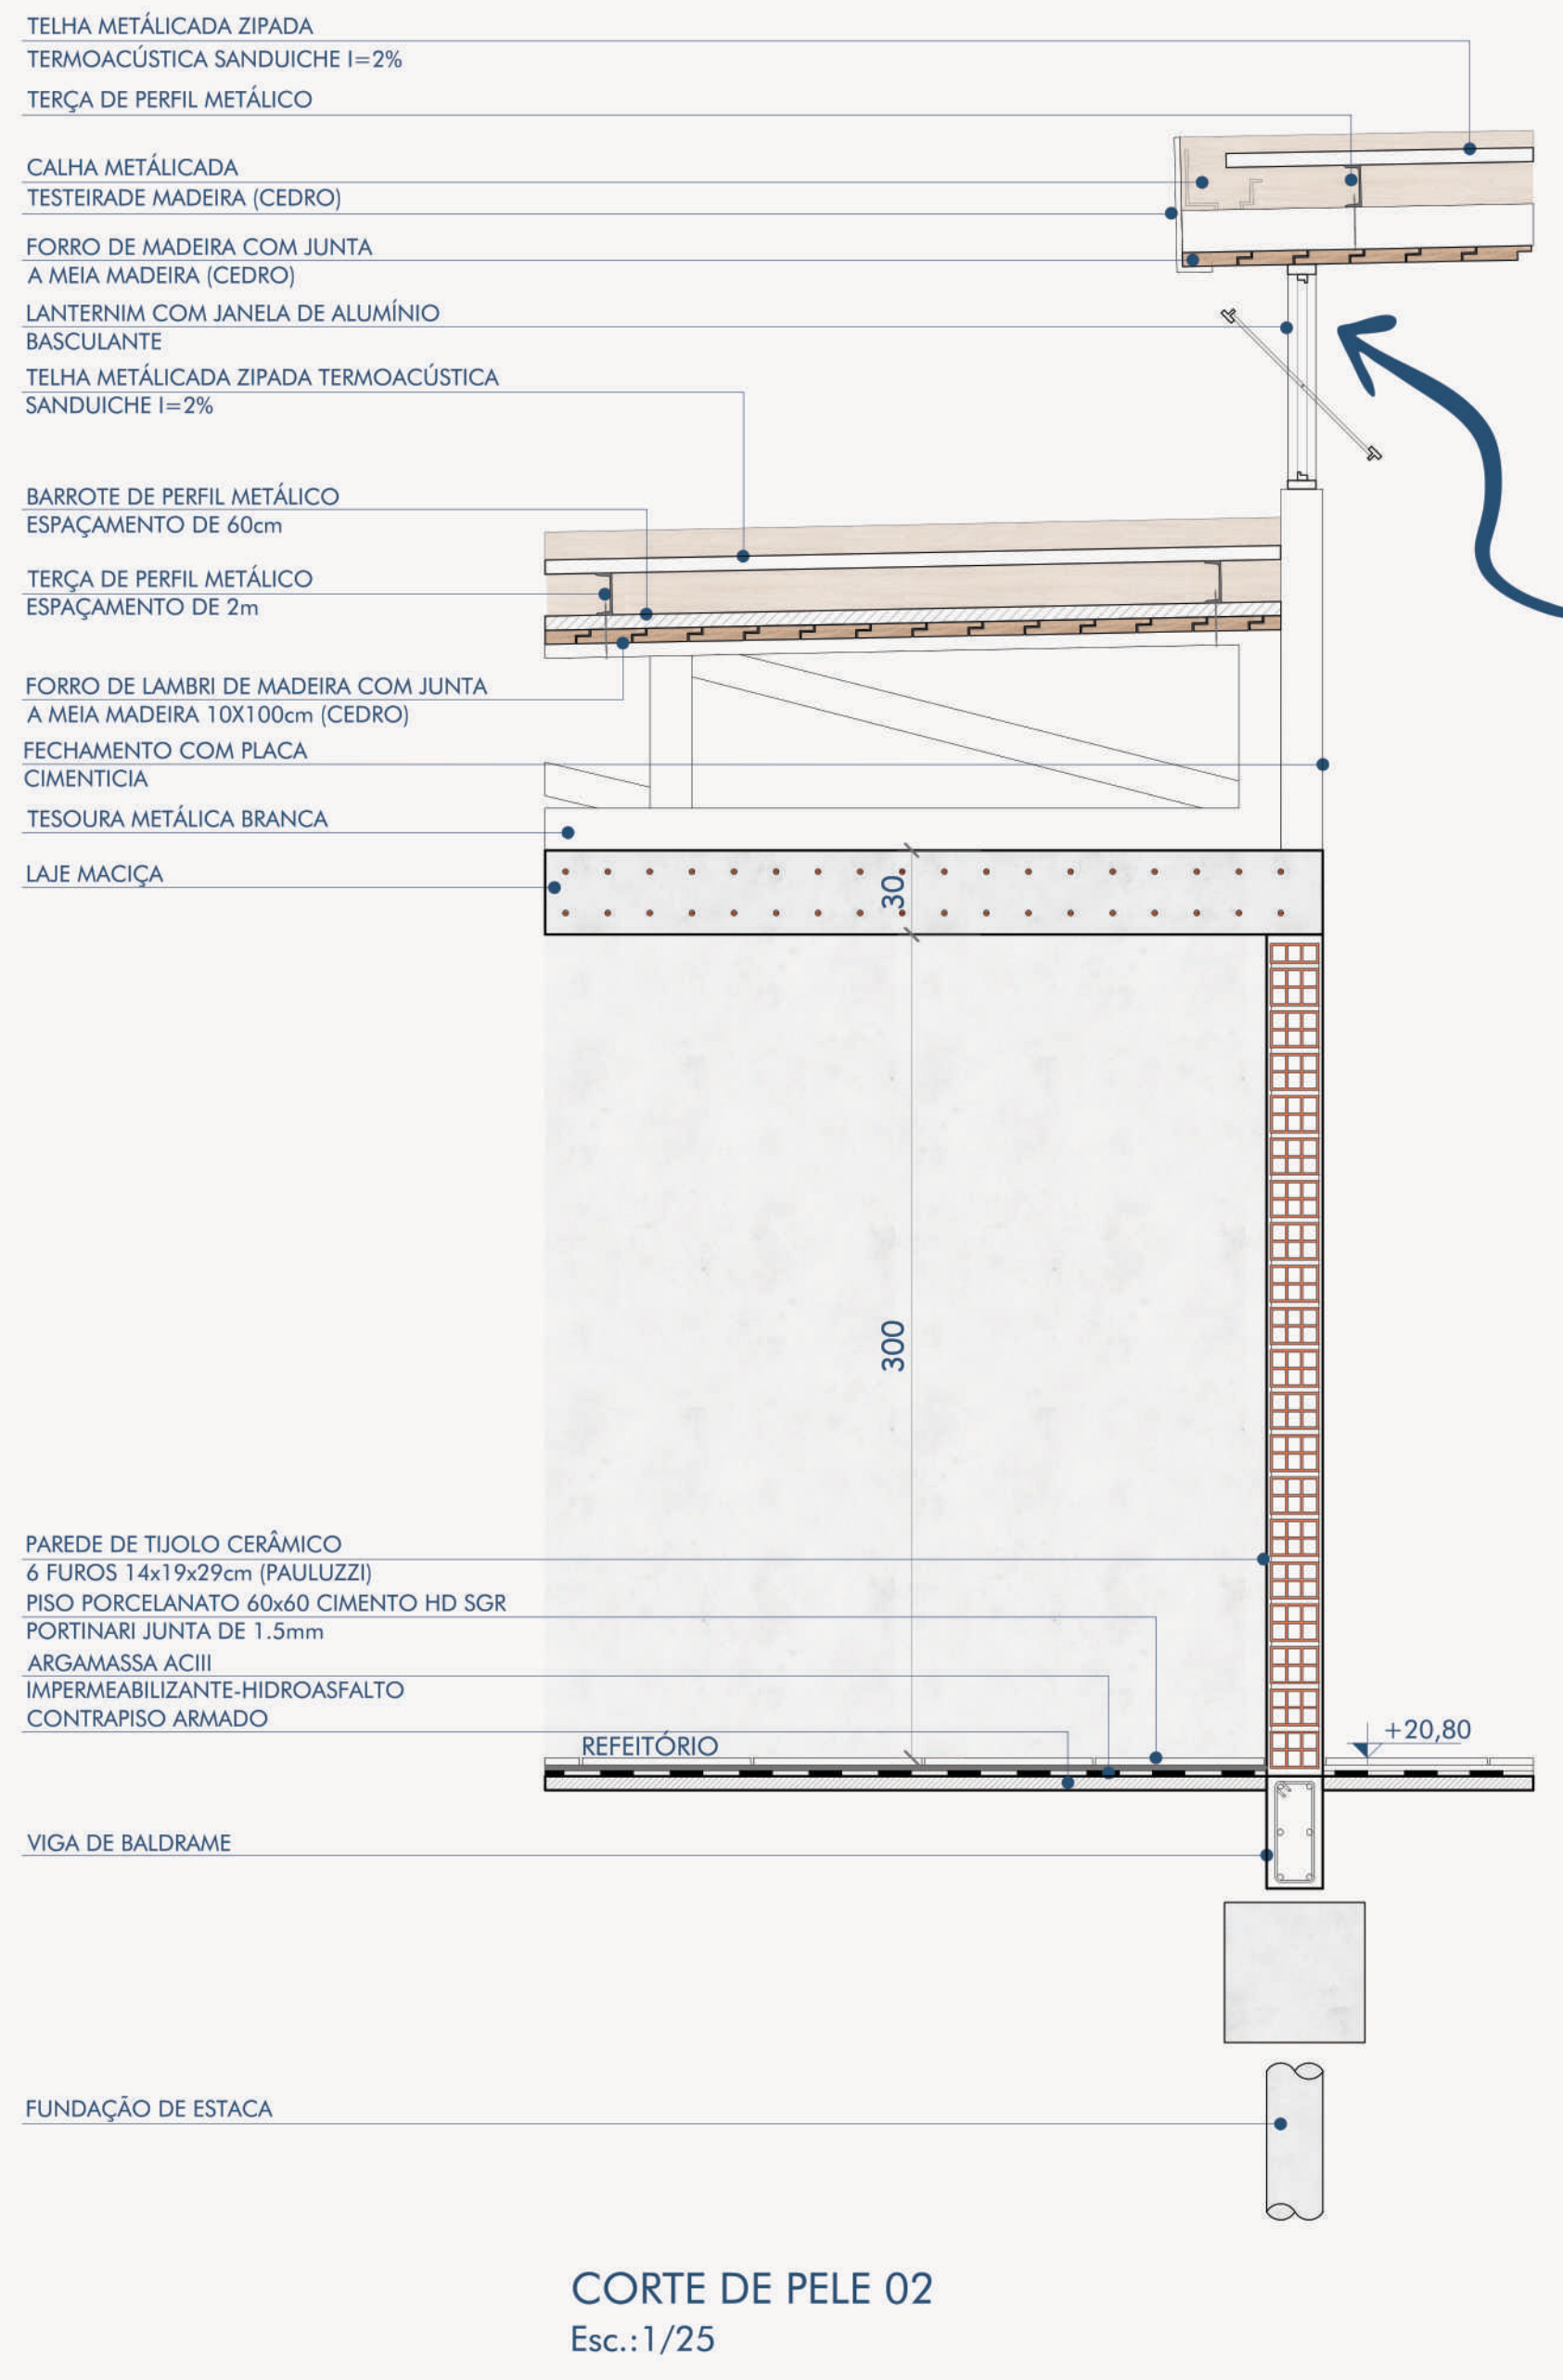 TELHA METÁLICADA ZIPADA
TERMOACÚSTICA SANDUICHE I=2%
TERÇA DE PERFIL METÁLICO
CALHA METÁLICADA
TESTEIRADE MADEIRA (CEDRO)
FORRO DE MADEIRA COM JUNTA
A MEIA MADEIRA (CEDRO)
LANTERNIM COM JANELA DE ALUMÍNIO
BASCULANTE
TELHA METÁLICADA ZIPADA TERMOACÚSTICA
SANDUICHE I=2%
BARROTE DE PERFIL METÁLICO
ESPAÇAMENTO DE 60cm
TERÇA DE PERFIL METÁLICO
ESPAÇAMENTO DE 2m
FORRO DE LAMBRI DE MADEIRA COM JUNTA
A MEIA MADEIRA 10X100cm (CEDRO)
FECHAMENTO COM PLACA
CIMENTICIA
TESOURA METÁLICA BRANCA
LAJE MACIÇA
30
300
PAREDE DE TIJOLO CERÂMICO
6 FUROS 14x19x29cm (PAULUZZI)
PISO PORCELANATO 60x60 CIMENTO HD SGR
PORTINARI JUNTA DE 1.5mm
ARGAMASSA ACIII
IMPERMEABILIZANTE-HIDROASFALTO
CONTRAPISO ARMADO
REFEITÓRIO
+20,80
VIGA DE BALDRAME
FUNDAÇÃO DE ESTACA
CORTE DE PELE 02
Esc.:1/25